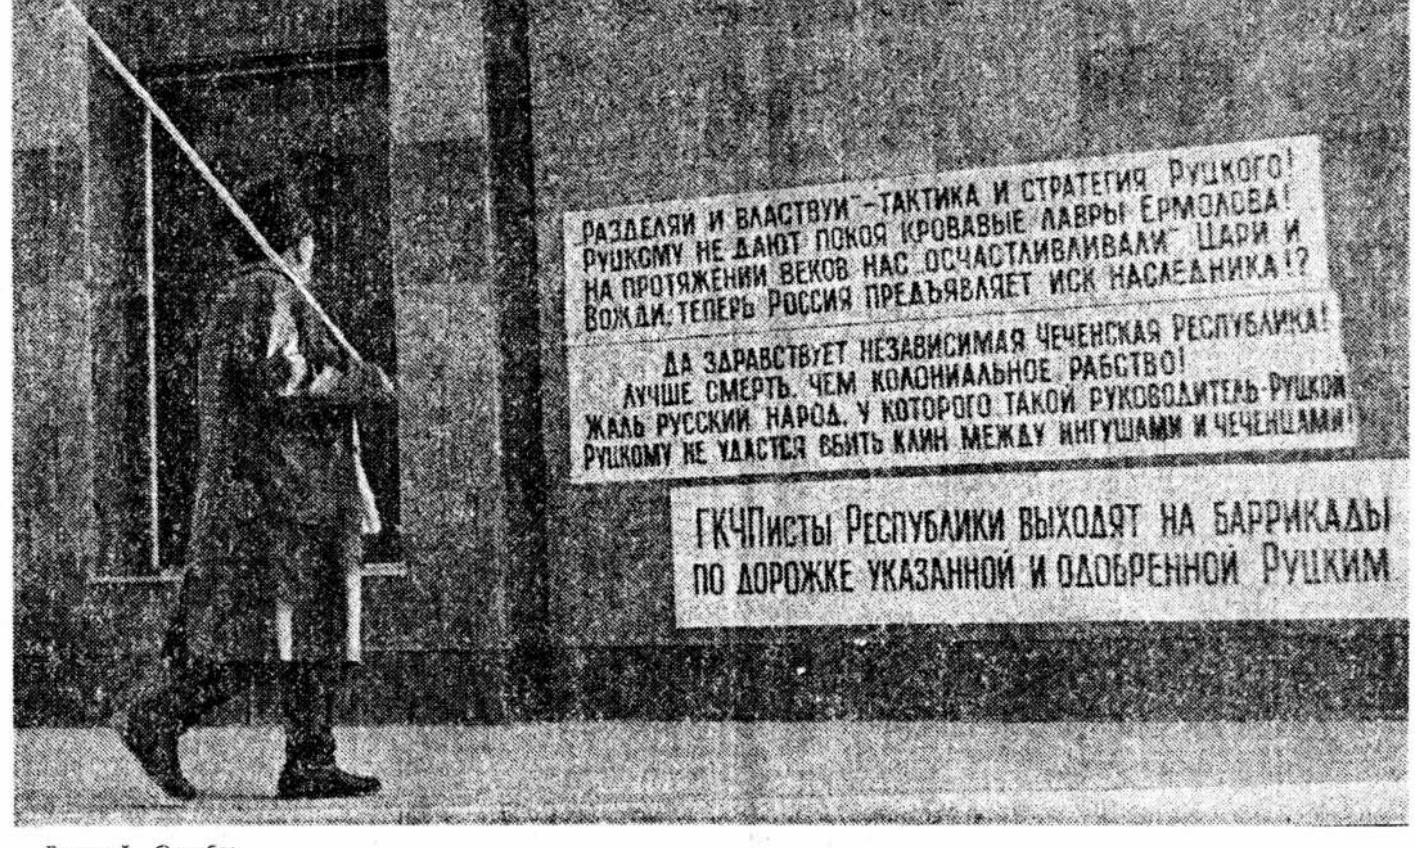 „РАЗДЕЛЯЙ И ВЛАСТВУЙ"-ТАКТИКА И СТРАТЕГИЯ РУЦКОГО!
РУЦКОМУ НЕ ДАЮТ ПОКОЯ КРОВАВЫЕ ЛАВРЫ ЕРМОЛОВА!
НА ПРОТЯЖЕНИИ ВЕКОВ НАС „ОСЧАСТЛИВЛИВАЛИ" ЦАРИ И
ВОЖДИ, ТЕПЕРЬ РОССИЯ ПРЕДЪЯВЛЯЕТ ИСК НАСЛЕДНИКА!?
ДА ЗДРАВСТВУЕТ НЕЗАВИСИМАЯ ЧЕЧЕНСКАЯ РЕСПУБЛИКА!
ЛУЧШЕ СМЕРТЬ, ЧЕМ КОЛОНИАЛЬНОЕ РАБСТВО!
ЖАЛЬ РУССКИЙ НАРОД, У КОТОРОГО ТАКОЙ РУКОВОДИТЕЛЬ-РУЦКОЙ
РУЦКОМУ НЕ УДАСТСЯ ВБИТЬ КЛИН МЕЖДУ ИНГУШАМИ И ЧЕЧЕНЦАМИ!
ГКЧПИСТЫ РЕСПУБЛИКИ ВЫХОДЯТ НА БАРРИКАДЫ
ПО ДОРОЖКЕ УКАЗАННОЙ И ОДОБРЕННОЙ РУЦКИМ